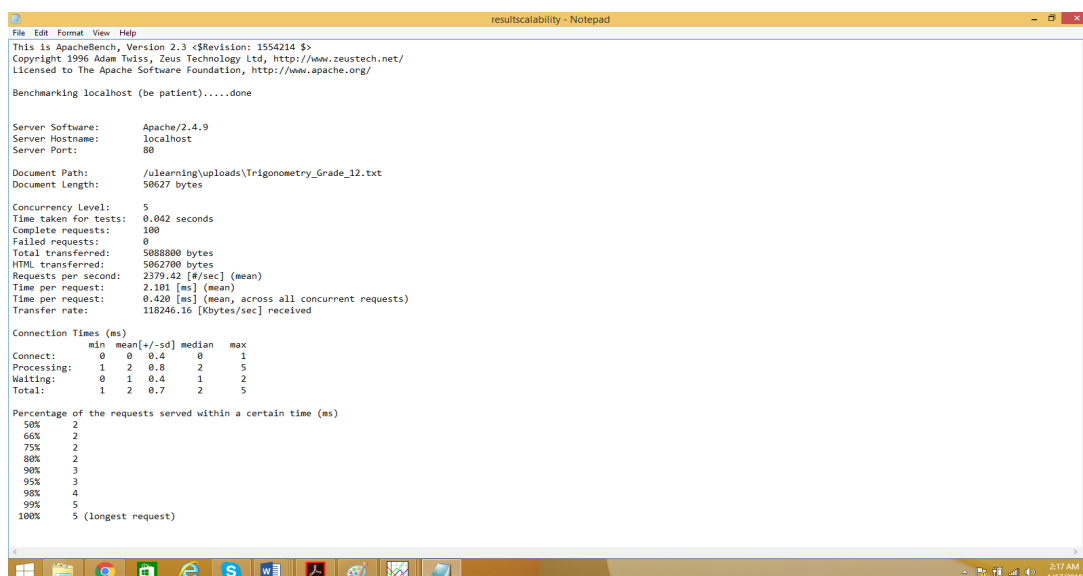 resultscalability - Notepad
File Edit Format View Help
This is ApacheBench, Version 2.3 <$Revision: 1554214 $>
Copyright 1996 Adam Twiss, Zeus Technology Ltd, http://www.zeustech.net/
Licensed to The Apache Software Foundation, http://www.apache.org/

Benchmarking localhost (be patient).....done

Server Software:        Apache/2.4.9
Server Hostname:        localhost
Server Port:            80

Document Path:          /ulearning\uploads\Trigonometry_Grade_12.txt
Document Length:        50627 bytes

Concurrency Level:      5
Time taken for tests:   0.042 seconds
Complete requests:      100
Failed requests:        0
Total transferred:      5088800 bytes
HTML transferred:       5062700 bytes
Requests per second:    2379.42 [#/sec] (mean)
Time per request:       2.101 [ms] (mean)
Time per request:       0.420 [ms] (mean, across all concurrent requests)
Transfer rate:          118246.16 [Kbytes/sec] received

Connection Times (ms)
              min  mean[+/-sd] median   max
Connect:        0    0   0.4      0       1
Processing:     1    2   0.8      2       5
Waiting:        0    1   0.4      1       2
Total:          1    2   0.7      2       5

Percentage of the requests served within a certain time (ms)
  50%      2
  66%      2
  75%      2
  80%      2
  90%      3
  95%      3
  98%      4
  99%      5
 100%      5 (longest request)
2:17 AM